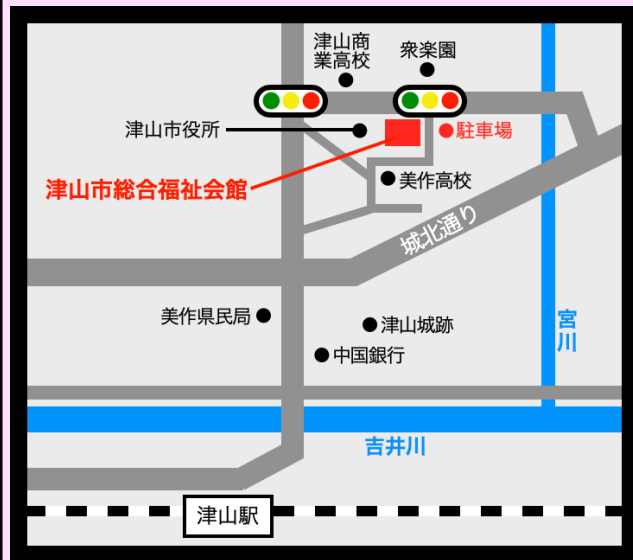 津山商
業高校
衆楽園
津山市役所
駐車場
津山市総合福祉会館
美作高校
城北通り
美作県民局
津山城跡
宮川
中国銀行
吉井川
津山駅